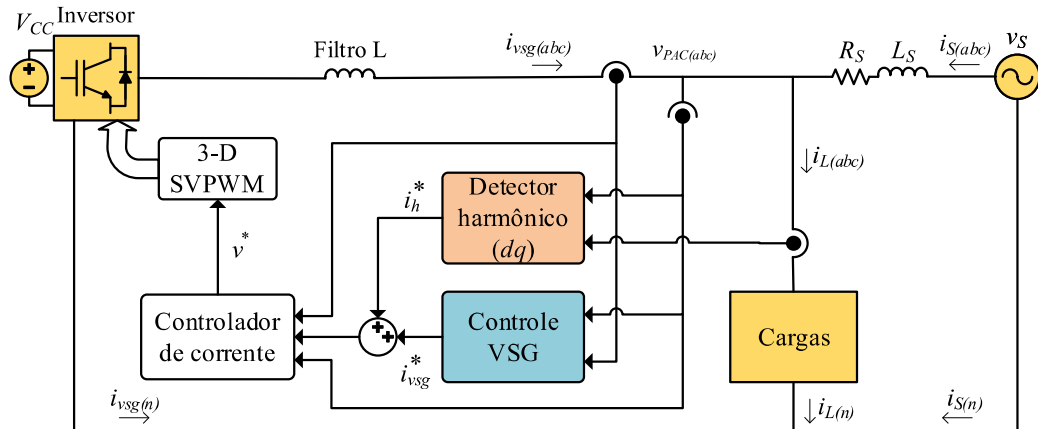 V_CC Inversor
Filtro L
i_vsg(abc)
v_PAC(abc)
R_S
L_S
i_S(abc)
v_S
3-D
SVPWM
i_h^*
Detector
harmônico
(dq)
i_L(abc)
v^*
Controlador
de corrente
Controle
VSG
Cargas
i_vsg^*
i_vsg(n)
i_L(n)
i_S(n)